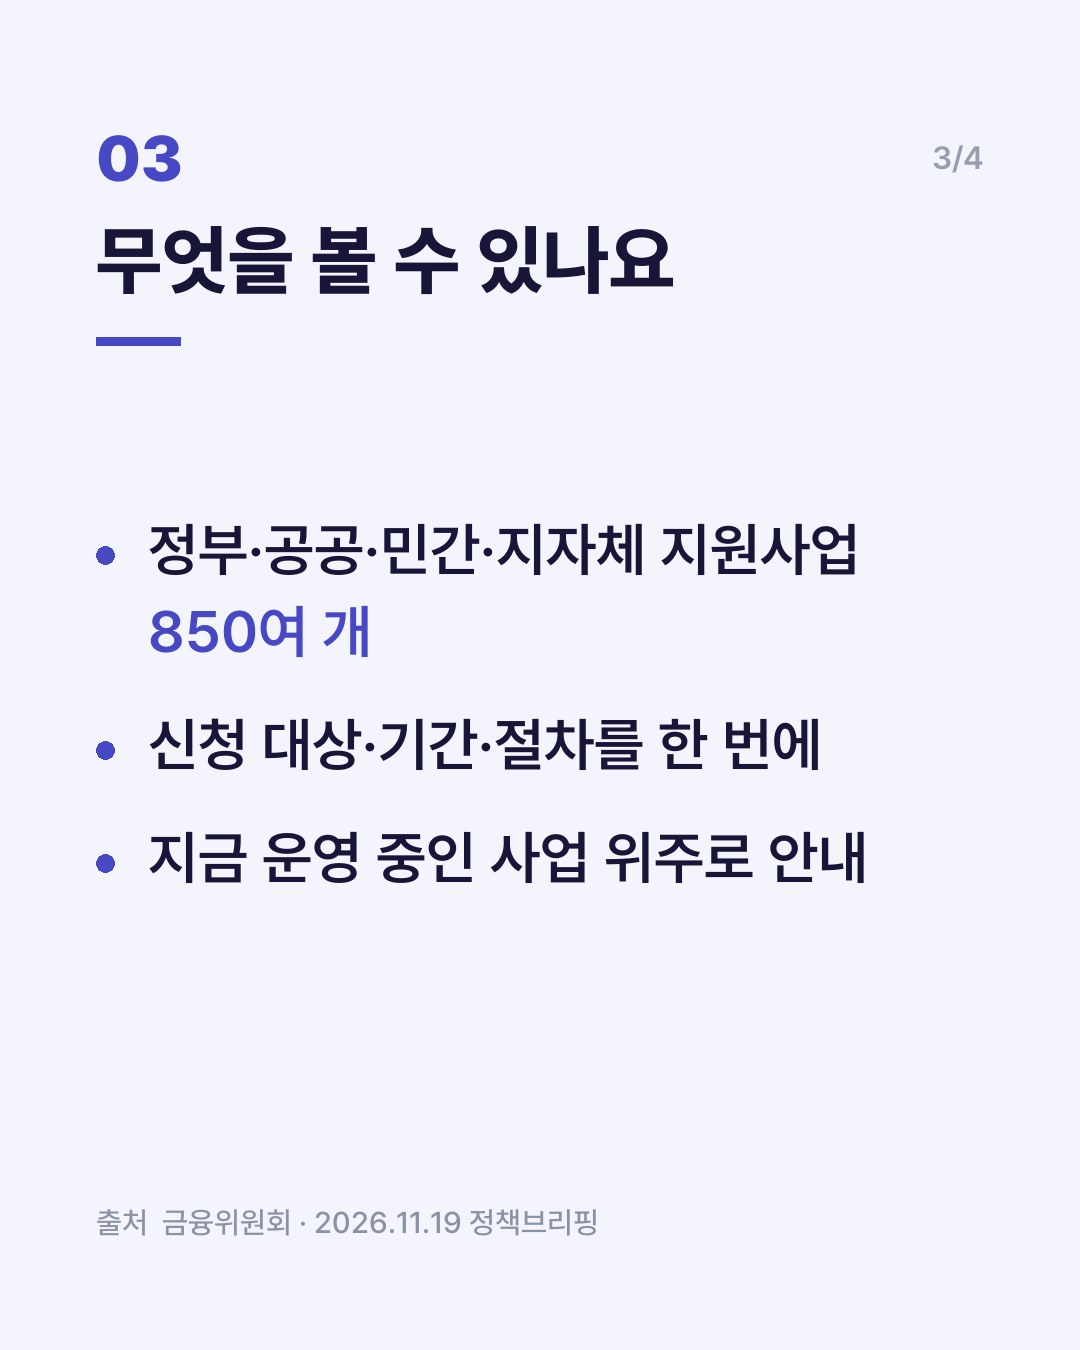 03
3/4
무엇을 볼 수 있나요
• 정부·공공·민간·지자체 지원사업
850여 개
• 신청 대상·기간·절차를 한 번에
• 지금 운영 중인 사업 위주로 안내
출처 금융위원회 · 2026.11.19 정책브리핑